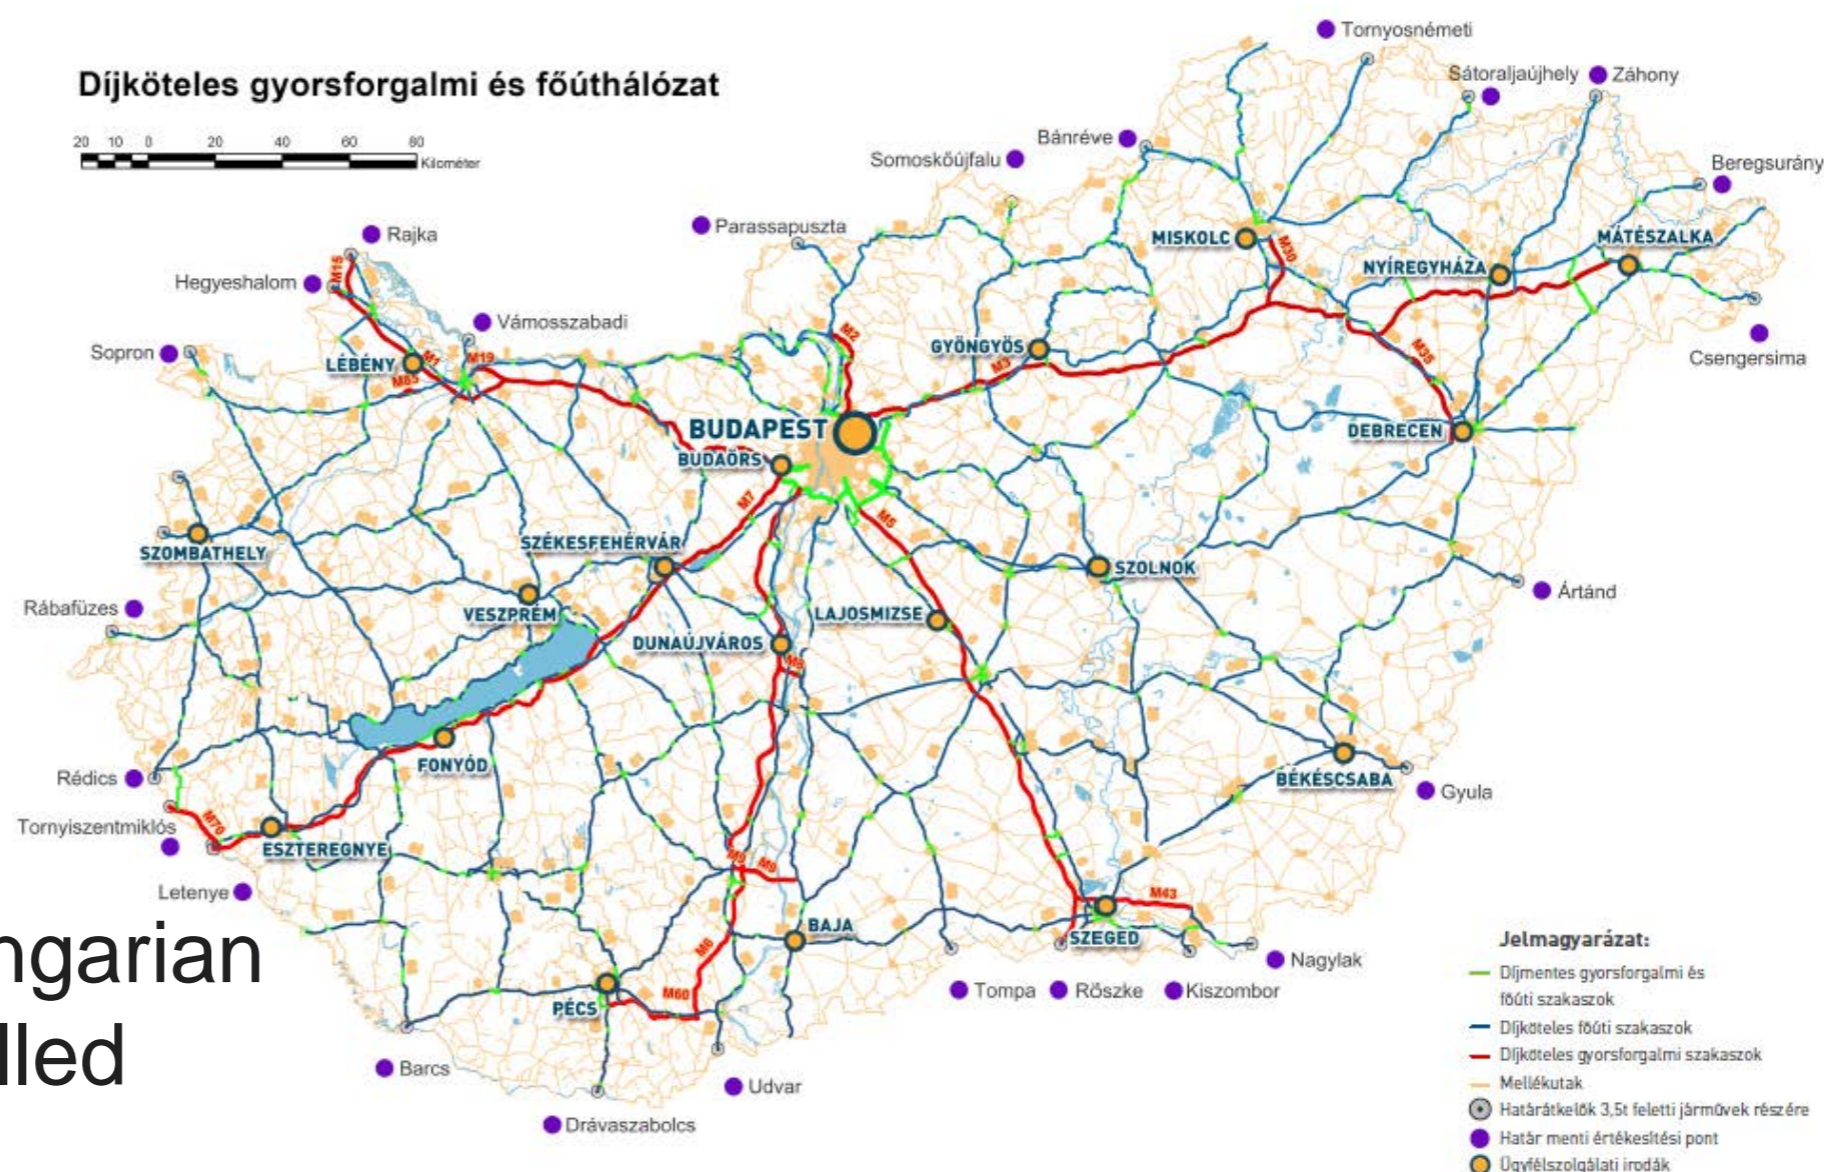 Díjköteles gyorsforgalmi és főúthálózat
20 10 0 20 40 60 80
Kilométer
Tornyosnémeti
Sátoraljaújhely
Záhony
Bánréve
Somoskőújfalu
Beregsurány
Parassapuszta
Rajka
MISKOLC
M30
MÁTÉSZALKA
NYÍREGYHÁZA
Hegyeshalom
M15
Vámosszabadi
Csengersima
Sopron
LÉBÉNY
M1
M19
M85
M2
GYÖNGYÖS
M3
M35
BUDAPEST
DEBRECEN
BUDAÖRS
M7
M5
SZOMBATHELY
SZÉKESFEHÉRVÁR
SZOLNOK
Ártánd
Rábafüzes
VESZPRÉM
LAJOSMIZSE
DUNAÚJVÁROS
M8
Rédics
FONYÓD
BÉKÉSCSABA
Gyula
Tornyiszentmiklós
M70
ESZTEREGNYE
Letenye
M9
M9
M43
BAJA
SZEGED
M6
Nagylak
ngarian
Tompa
Röszke
Kiszombor
M60
PÉCS
lled
Barcs
Udvar
Drávaszabolcs
Jelmagyarázat:
Díjmentes gyorsforgalmi és
főúti szakaszok
Díjköteles főúti szakaszok
Díjköteles gyorsforgalmi szakaszok
Mellékutak
Határátkelők 3,5t feletti járművek részére
Határ menti értékesítési pont
Ügyfélszolgálati irodák